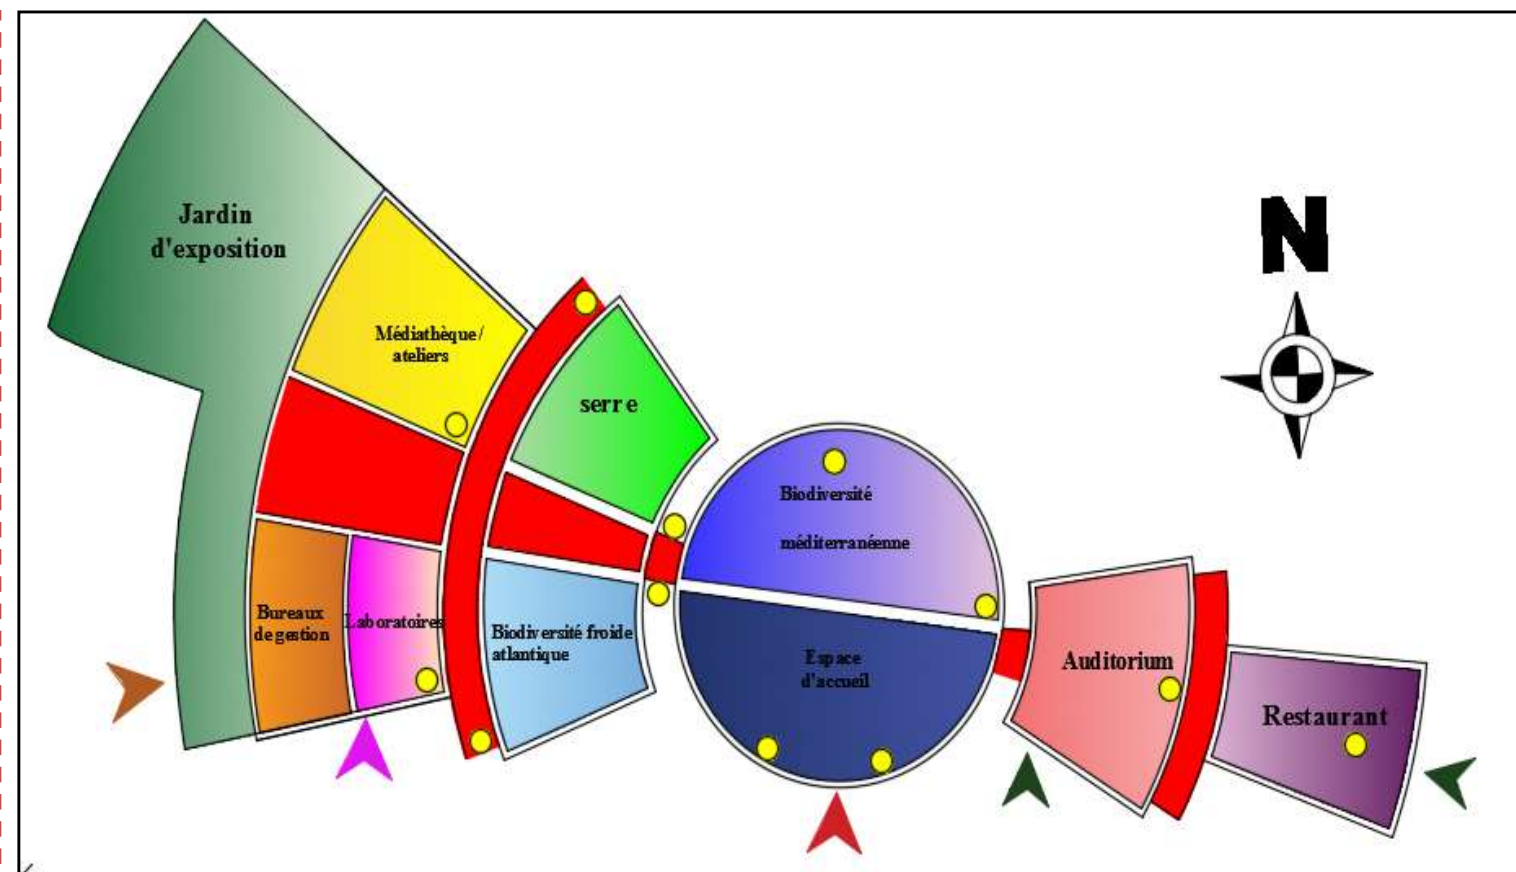 Jardin
d'exposition
N
Médiathèque/
ateliers
serre
Biodiversité
méditerranéenne
Bureaux
de gestion
Laboratoires
Biodiversité froide
atlantique
Espace
d'accueil
Auditorium
Restaurant